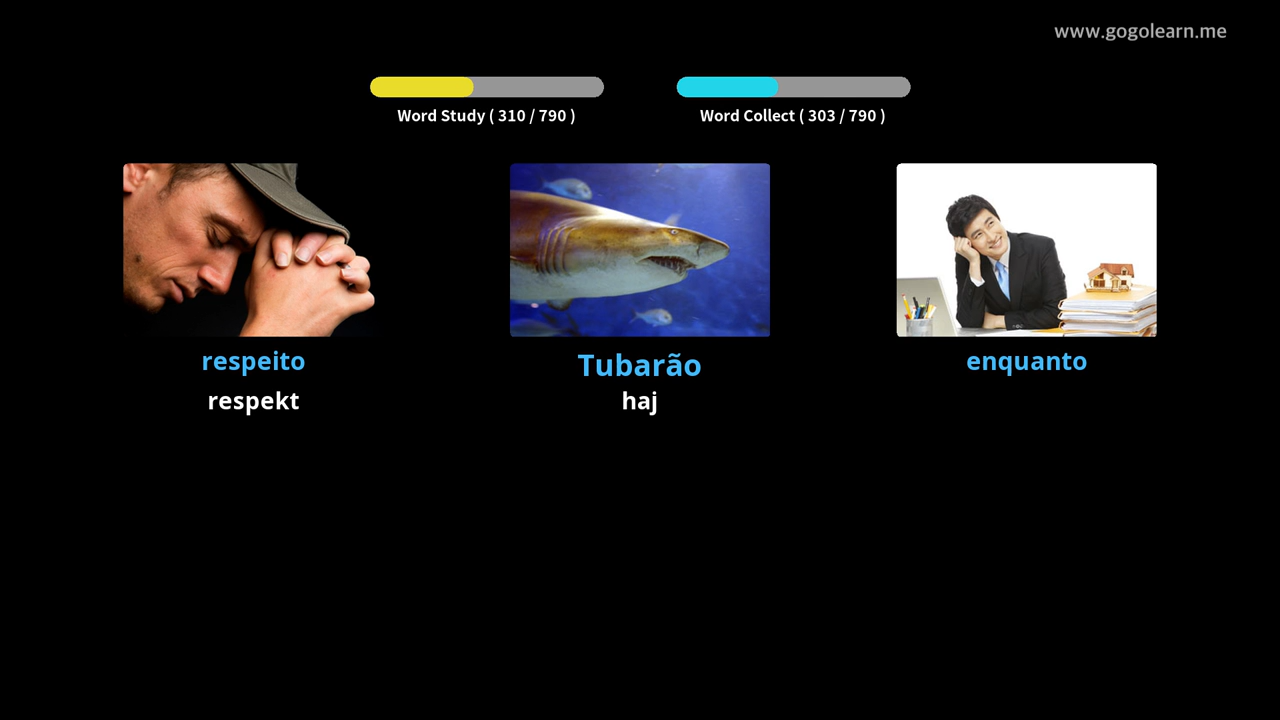 www.gogolearn.me
Word Study ( 310 / 790 )
Word Collect ( 303 / 790 )
respeito
respekt
Tubarão
haj
enquanto